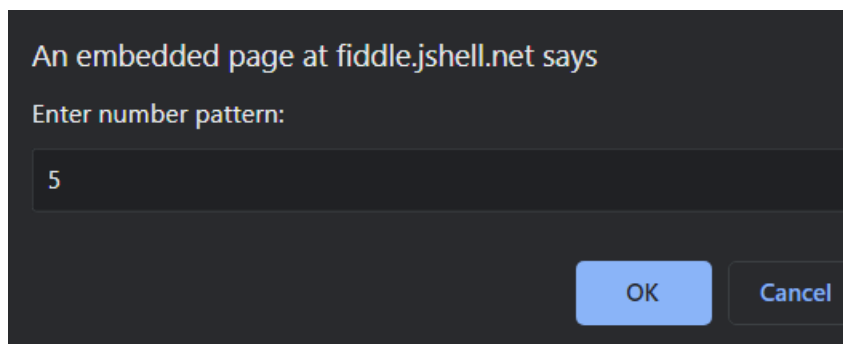 An embedded page at fiddle.jshell.net says
Enter number pattern:
5
OK Cancel